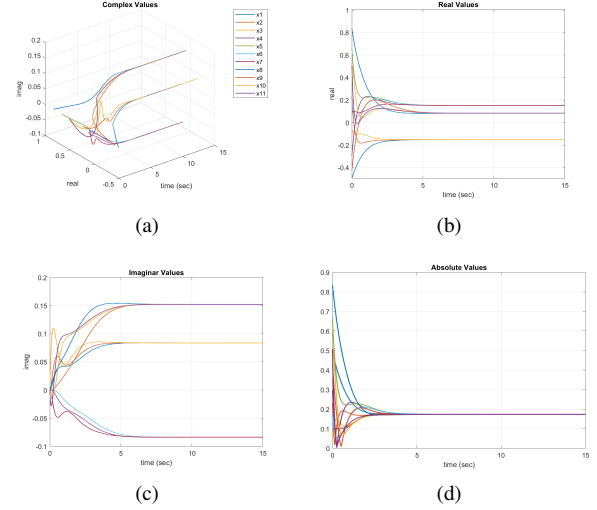 Complex Values
0.2
0.15
0.1
0.05
0
-0.05
-0.1
imag
1
0.5
0
-0.5
real
0
5
10
15
time (sec)
x1
x2
x3
x4
x5
x6
x7
x8
x9
x10
x11
(a)
Real Values
1
0.8
0.6
0.4
0.2
0
-0.2
-0.4
real
0
5
10
15
time (sec)
(b)
Imaginar Values
0.2
0.15
0.1
0.05
0
-0.05
-0.1
imag
0
5
10
15
time (sec)
(c)
Absolute Values
0.9
0.8
0.7
0.6
0.5
0.4
0.3
0.2
0.1
0
0
5
10
15
time (sec)
(d)